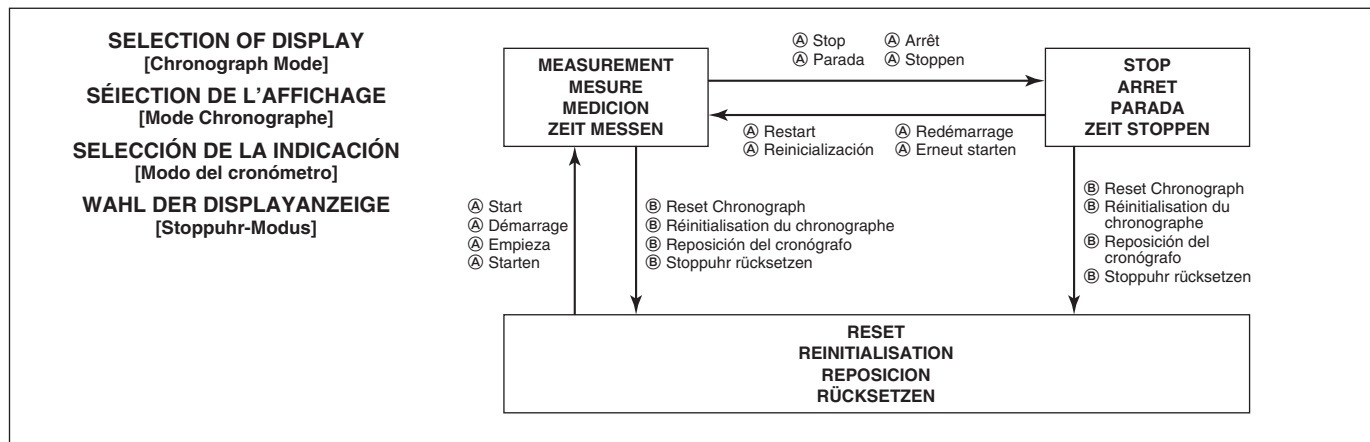 SELECTION OF DISPLAY
[Chronograph Mode]
SÉIECTION DE L'AFFICHAGE
[Mode Chronographe]
SELECCIÓN DE LA INDICACIÓN
[Modo del cronómetro]
WAHL DER DISPLAYANZEIGE
[Stoppuhr-Modus]
MEASUREMENT
MESURE
MEDICION
ZEIT MESSEN
Ⓐ Stop Ⓐ Arrêt
Ⓐ Parada Ⓐ Stoppen
STOP
ARRET
PARADA
ZEIT STOPPEN
Ⓐ Restart Ⓐ Redémarrage
Ⓐ Reinicialización Ⓐ Erneut starten
Ⓐ Start
Ⓐ Démarrage
Ⓐ Empieza
Ⓐ Starten
Ⓑ Reset Chronograph
Ⓑ Réinitialisation du chronographe
Ⓑ Reposición del cronógrafo
Ⓑ Stoppuhr rücksetzen
Ⓑ Reset Chronograph
Ⓑ Réinitialisation du
chronographe
Ⓑ Reposición del
cronógrafo
Ⓑ Stoppuhr rücksetzen
RESET
REINITIALISATION
REPOSICION
RÜCKSETZEN